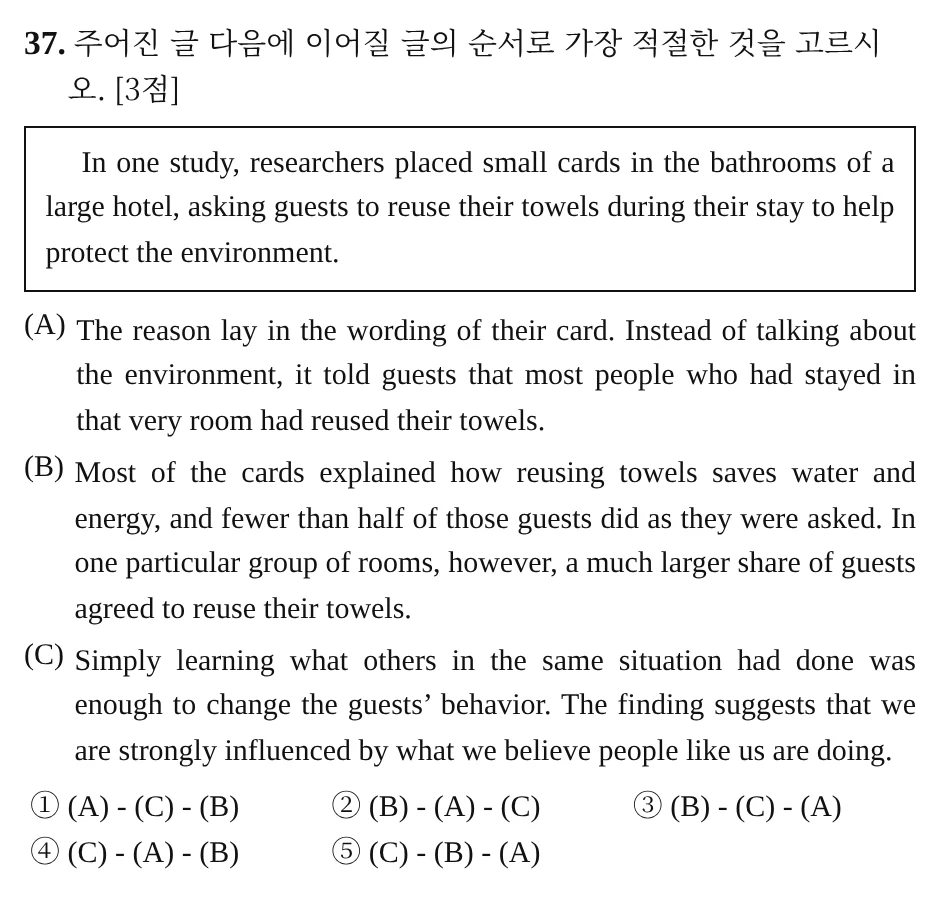 37. 주어진 글 다음에 이어질 글의 순서로 가장 적절한 것을 고르시
오. [3점]
In one study, researchers placed small cards in the bathrooms of a
large hotel, asking guests to reuse their towels during their stay to help
protect the environment.
(A) The reason lay in the wording of their card. Instead of talking about
the environment, it told guests that most people who had stayed in
that very room had reused their towels.
(B) Most of the cards explained how reusing towels saves water and
energy, and fewer than half of those guests did as they were asked. In
one particular group of rooms, however, a much larger share of guests
agreed to reuse their towels.
(C) Simply learning what others in the same situation had done was
enough to change the guests’ behavior. The finding suggests that we
are strongly influenced by what we believe people like us are doing.
① (A) - (C) - (B) ② (B) - (A) - (C) ③ (B) - (C) - (A)
④ (C) - (A) - (B) ⑤ (C) - (B) - (A)